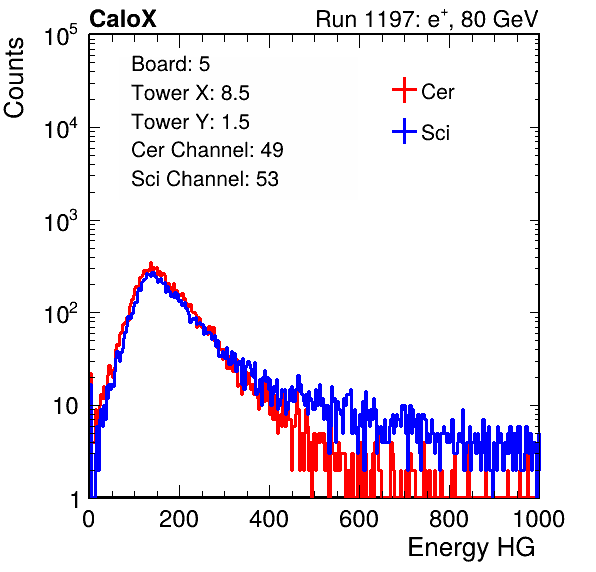 CaloX Run 1197: e⁺, 80 GeV
Counts
10⁵
10⁴
10³
10²
10
1
Board: 5
Tower X: 8.5
Tower Y: 1.5
Cer Channel: 49
Sci Channel: 53
Cer
Sci
0 200 400 600 800 1000
Energy HG